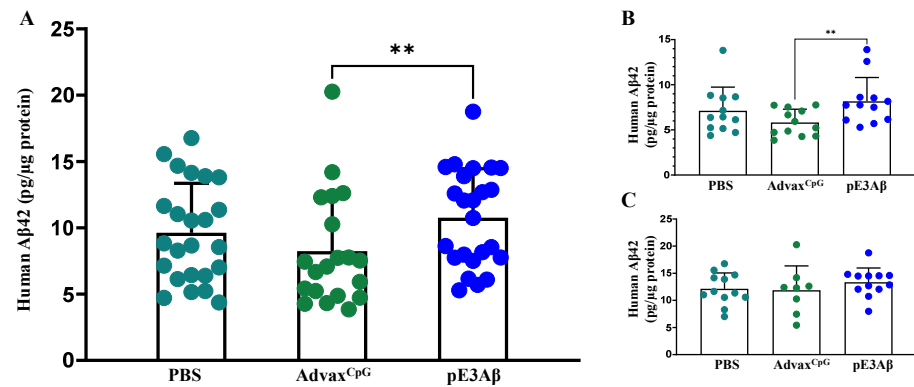 A
Human Aβ42 (pg/μg protein)
25
20
15
10
5
0
**
PBS
Advax^CpG
pE3Aβ
B
Human Aβ42
(pg/μg protein)
15
10
5
0
**
PBS
Advax^CpG
pE3Aβ
C
Human Aβ42
(pg/μg protein)
25
20
15
10
5
0
PBS
Advax^CpG
pE3Aβ